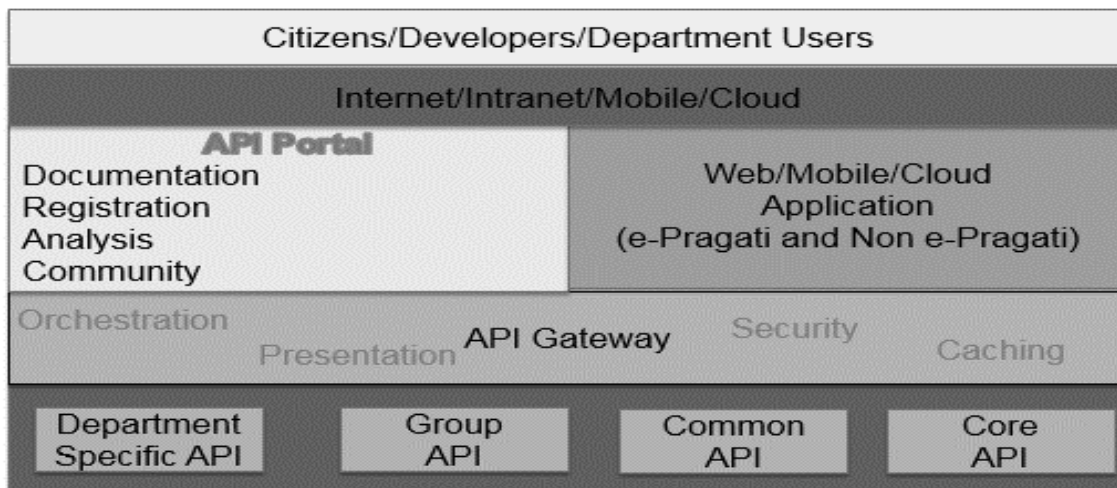 Citizens/Developers/Department Users
Internet/Intranet/Mobile/Cloud
API Portal
Documentation
Registration
Analysis
Community
Web/Mobile/Cloud
Application
(e-Pragati and Non e-Pragati)
Orchestration
Presentation
API Gateway
Security
Caching
Department
Specific API
Group
API
Common
API
Core
API